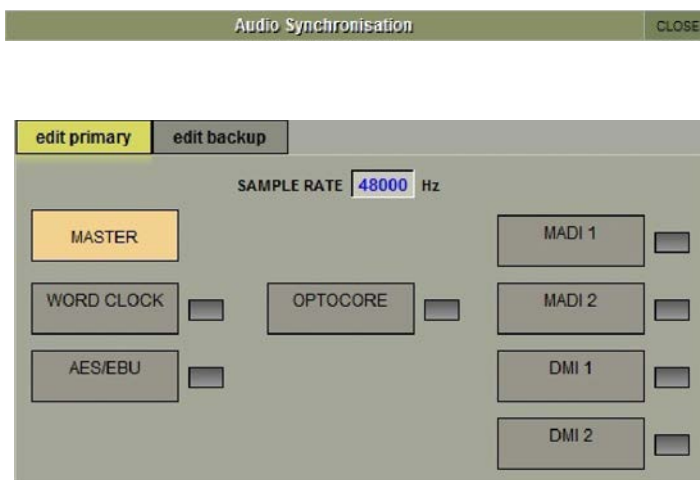 Audio Synchronisation CLOSE
edit primary edit backup
SAMPLE RATE 48000 Hz
MASTER
MADI 1
WORD CLOCK
OPTOCORE
MADI 2
AES/EBU
DMI 1
DMI 2